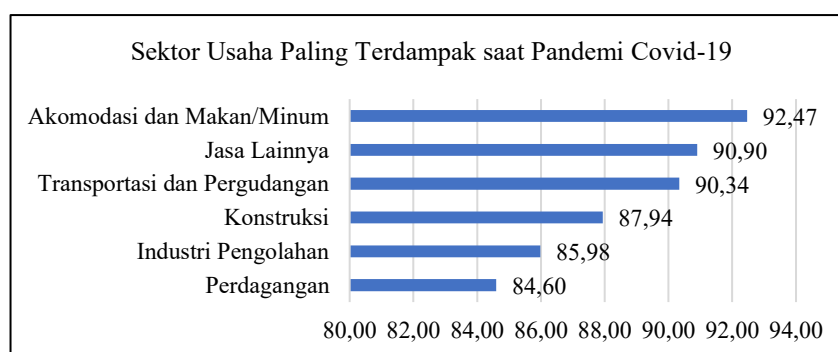 Sektor Usaha Paling Terdampak saat Pandemi Covid-19
Akomodasi dan Makan/Minum 92,47
Jasa Lainnya 90,90
Transportasi dan Pergudangan 90,34
Konstruksi 87,94
Industri Pengolahan 85,98
Perdagangan 84,60
80,00 82,00 84,00 86,00 88,00 90,00 92,00 94,00